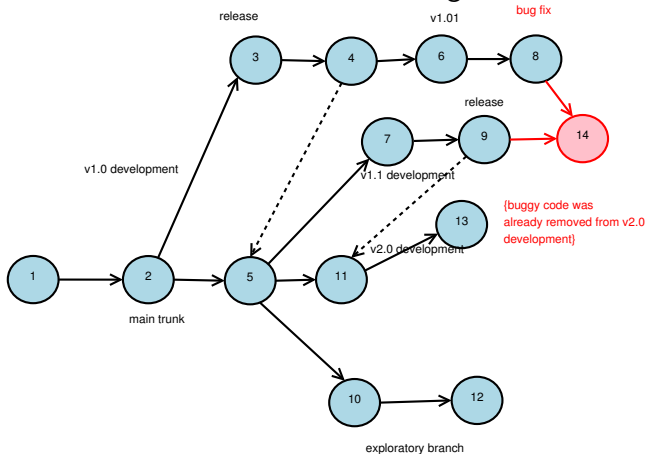 bug fix
release
v1.01
3
4
6
8
release
7
9
14
v1.0 development
v1.1 development
{buggy code was
already removed from v2.0
development}
13
v2.0 development
1
2
5
11
main trunk
10
12
exploratory branch